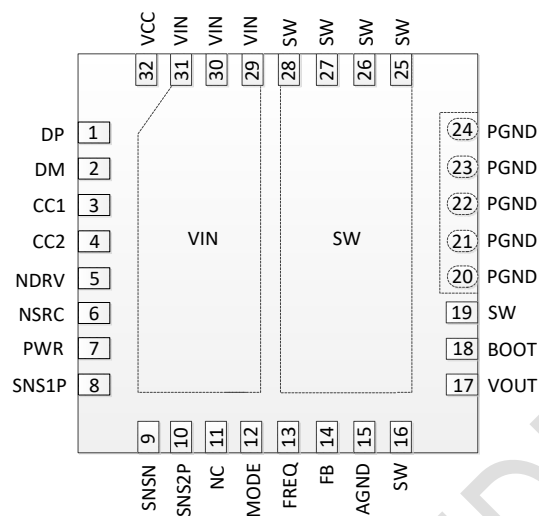 VCC VIN VIN VIN SW SW SW SW
32 31 30 29 28 27 26 25
DP 1
DM 2
CC1 3
CC2 4
NDRV 5
NSRC 6
PWR 7
SNS1P 8
VIN
SW
24 PGND
23 PGND
22 PGND
21 PGND
20 PGND
19 SW
18 BOOT
17 VOUT
9 10 11 12 13 14 15 16
SNSN SNS2P NC MODE FREQ FB AGND SW